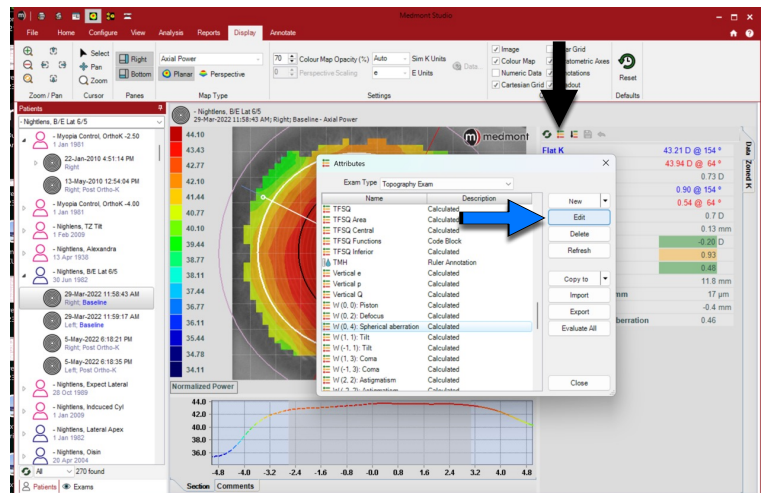 Medmont Studio
File Home Configure View Analysis Reports Display Annotate
Select
Pan
Zoom
Right
Bottom
Axial Power
Planar Perspective
70 Colour Map Opacity (%) Auto Sim K Units
0 Perspective Scaling e E Units
Data...
Image
Colour Map
Numeric Data
Cartesian Grid
Reset
Zoom / Pan Cursor Panes Map Type Settings Defaults
Patients
- Nightlens, B/E Lat 6/5
- Myopia Control, OrthoK -2.50
1 Jan 1981
22-Jan-2010 4:51:14 PM
Right
13-May-2010 12:54:04 PM
Right; Post Ortho-K
- Myopia Control, OrthoK -4.00
1 Jan 1981
- Nightlens, TZ Tilt
1 Feb 2009
- Nightlens, Alexandra
13 Apr 1938
- Nightlens, B/E Lat 6/5
30 Jun 1982
29-Mar-2022 11:58:43 AM
Right; Baseline
29-Mar-2022 11:59:17 AM
Left; Baseline
5-May-2022 6:18:21 PM
Right; Post Ortho-K
5-May-2022 6:18:35 PM
Left; Post Ortho-K
- Nightlens, Expect Lateral
28 Oct 1989
- Nightlens, Indcuced Cyl
1 Jan 2009
- Nightlens, Lateral Apex
1 Jan 1982
- Nightlens, Oisin
20 Apr 2004
All 270 found
Patients Exams
- Nightlens, B/E Lat 6/5
29-Mar-2022 11:58:43 AM; Right; Baseline - Axial Power
44.10
43.43
42.77
42.10
41.44
40.77
40.10
39.44
38.77
38.11
37.44
36.77
36.11
35.44
34.78
34.11
m medmont
Attributes
Exam Type Topography Exam
Name Description
TFSQ Calculated
TFSQ Area Calculated
TFSQ Central Calculated
TFSQ Functions Code Block
TFSQ Inferior Calculated
TMH Ruler Annotation
Vertical e Calculated
Vertical p Calculated
Vertical Q Calculated
W (0, 0): Piston Calculated
W (0, 2): Defocus Calculated
W (0, 4): Spherical aberration Calculated
W (1, 1): Tilt Calculated
W (-1, 1): Tilt Calculated
W (1, 3): Coma Calculated
W (-1, 3): Coma Calculated
W (2, 2): Astigmatism Calculated
New
Edit
Delete
Refresh
Copy to
Import
Export
Evaluate All
Close
Flat K 43.21 D @ 154 °
43.94 D @ 64 °
0.73 D
0.90 @ 154 °
0.54 @ 64 °
0.7 D
0.13 mm
-0.20 D
0.93
0.48
11.8 mm
mm 17 µm
-0.4 mm
berration 0.46
Data
Zoned K
Normalized Power
44.0
42.0
40.0
38.0
36.0
-4.8 -4.0 -3.2 -2.4 -1.6 -0.8 -0.0 0.8 1.6 2.4 3.2 4.0 4.8
Section Comments